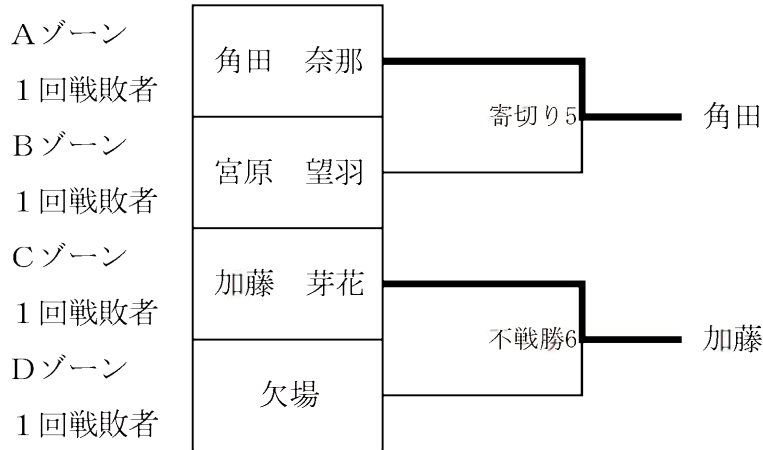 Aゾーン
1回戦敗者
角田　奈那
寄切り5
角田
Bゾーン
1回戦敗者
宮原　望羽
Cゾーン
1回戦敗者
加藤　芽花
不戦勝6
加藤
Dゾーン
1回戦敗者
欠場